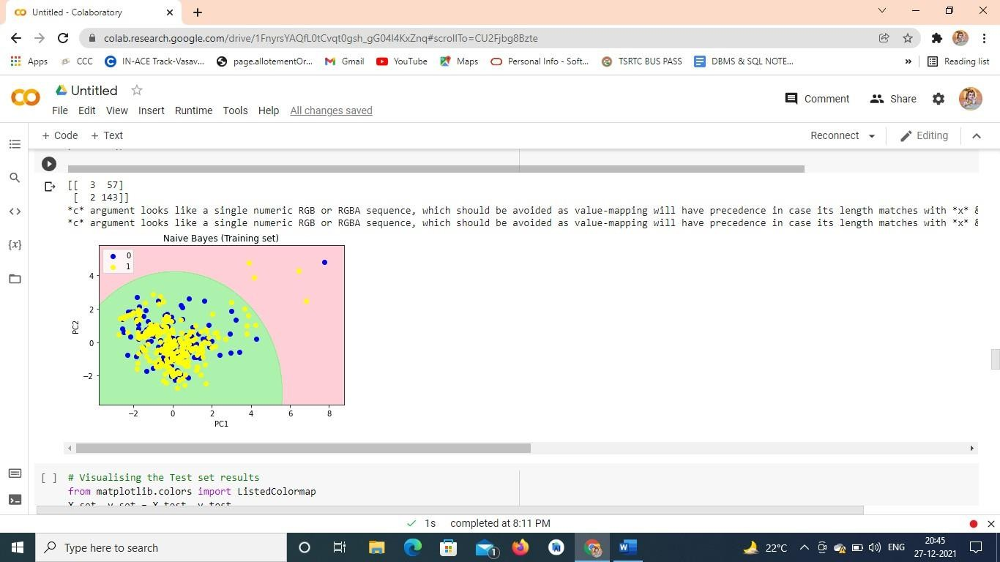 Untitled - Colaboratory
colab.research.google.com/drive/1FnyrsYAQfL0tCvqt0gsh_gG04I4KxZnq#scrollTo=CU2Fjbg8Bzte
Apps CCC IN-ACE Track-Vasav... page.allotementOr... Gmail YouTube Maps Personal Info - Soft... TSRTC BUS PASS DBMS & SQL NOTE... » Reading list
Untitled
Comment Share
File Edit View Insert Runtime Tools Help All changes saved
+ Code + Text Reconnect Editing
[[ 3 57]
[ 2 143]]
*c* argument looks like a single numeric RGB or RGBA sequence, which should be avoided as value-mapping will have precedence in case its length matches with *x* &
*c* argument looks like a single numeric RGB or RGBA sequence, which should be avoided as value-mapping will have precedence in case its length matches with *x* &
Naive Bayes (Training set)
0
1
4
2
0
−2
PC2
−2 0 2 4 6 8
PC1
[ ] # Visualising the Test set results
from matplotlib.colors import ListedColormap
X_set, y_set = X_test, y_test
1s completed at 8:11 PM
Type here to search
1
W
22°C ENG
20:45
27-12-2021